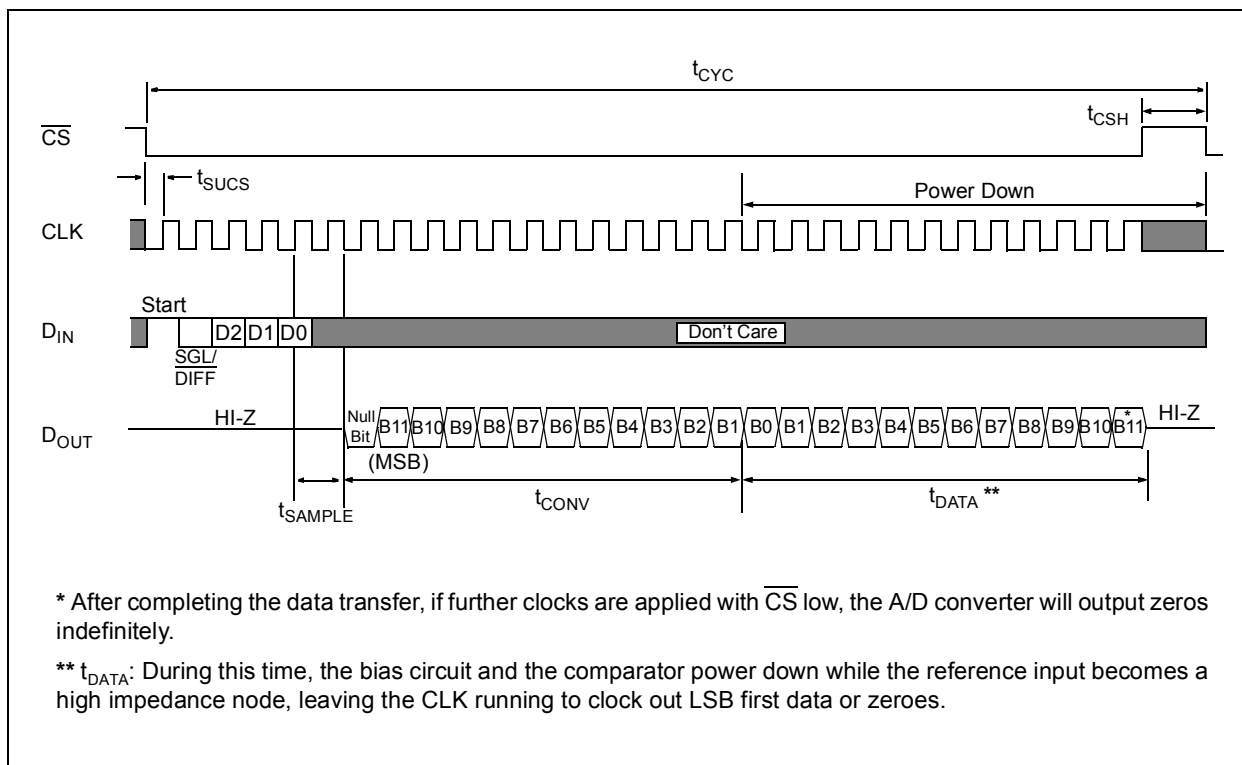 tCYC
tCSH
CS
tSUCS
Power Down
CLK
Start
DIN
D2 D1 D0
Don't Care
SGL/
DIFF
HI-Z
DOUT
Null
Bit
B11 B10 B9 B8 B7 B6 B5 B4 B3 B2 B1 B0 B1 B2 B3 B4 B5 B6 B7 B8 B9 B10 B11
*
HI-Z
(MSB)
tSAMPLE
tCONV
tDATA **
* After completing the data transfer, if further clocks are applied with CS low, the A/D converter will output zeros
indefinitely.
** tDATA: During this time, the bias circuit and the comparator power down while the reference input becomes a
high impedance node, leaving the CLK running to clock out LSB first data or zeroes.